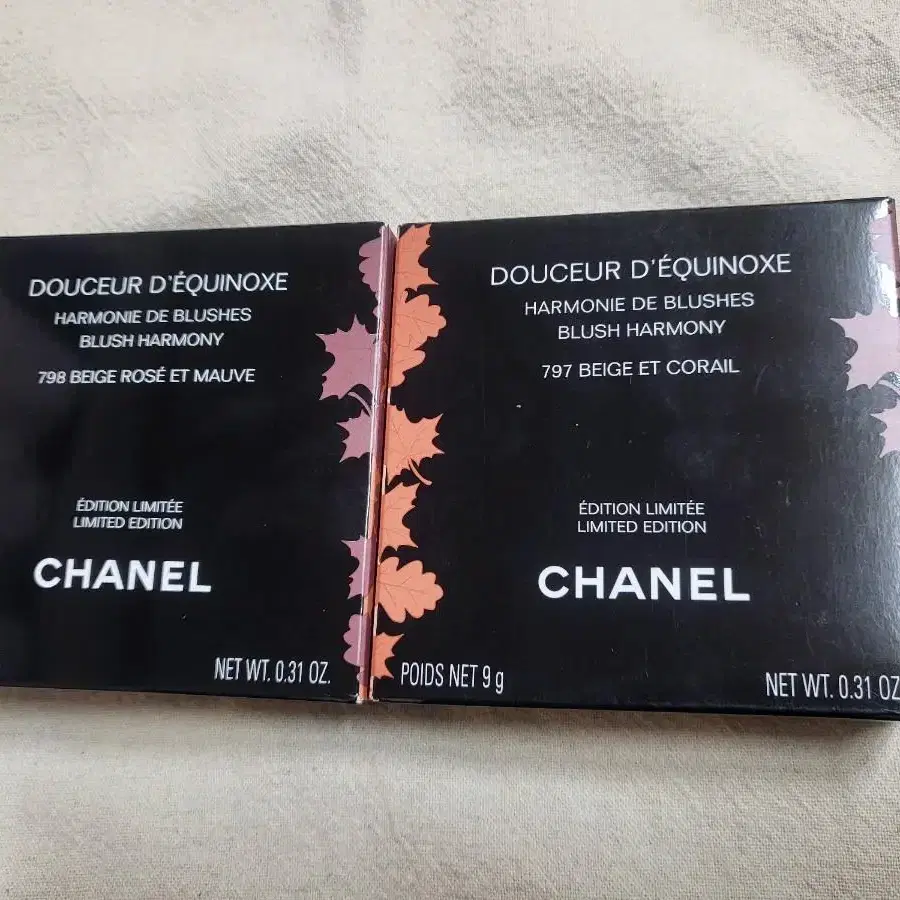 DOUCEUR D'ÉQUINOXE
HARMONIE DE BLUSHES
BLUSH HARMONY
798 BEIGE ROSÉ ET MAUVE
ÉDITION LIMITÉE
LIMITED EDITION
CHANEL
NET WT. 0.31 OZ.
DOUCEUR D'ÉQUINOXE
HARMONIE DE BLUSHES
BLUSH HARMONY
797 BEIGE ET CORAIL
ÉDITION LIMITÉE
LIMITED EDITION
CHANEL
POIDS NET 9 g
NET WT. 0.31 OZ